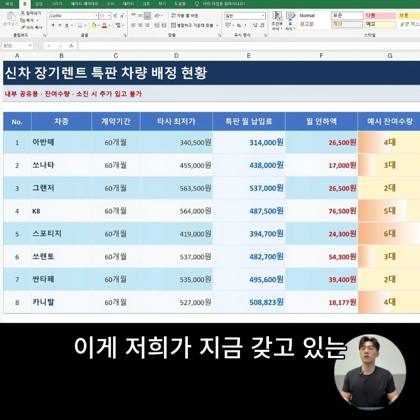 신차 장기렌트 특판 차량 배정 현황
내부 공유용 · 잔여수량 · 소진 시 추가 입고 불가
No. 차종 계약기간 타사 최저가 특판 월 납입료 월 인하액 예시 잔여수량
1 아반떼 60개월 340,500원 314,000원 26,500원 4대
2 쏘나타 60개월 455,000원 438,000원 17,000원 3대
3 그랜저 60개월 563,500원 537,000원 26,500원 2대
4 K8 60개월 564,000원 487,500원 76,500원 5대
5 스포티지 60개월 419,000원 394,700원 24,300원 6대
6 쏘렌토 60개월 537,000원 482,700원 54,300원 3대
7 싼타페 60개월 535,000원 495,600원 39,400원 2대
8 카니발 60개월 527,000원 508,823원 18,177원 4대
이게 저희가 지금 갖고 있는